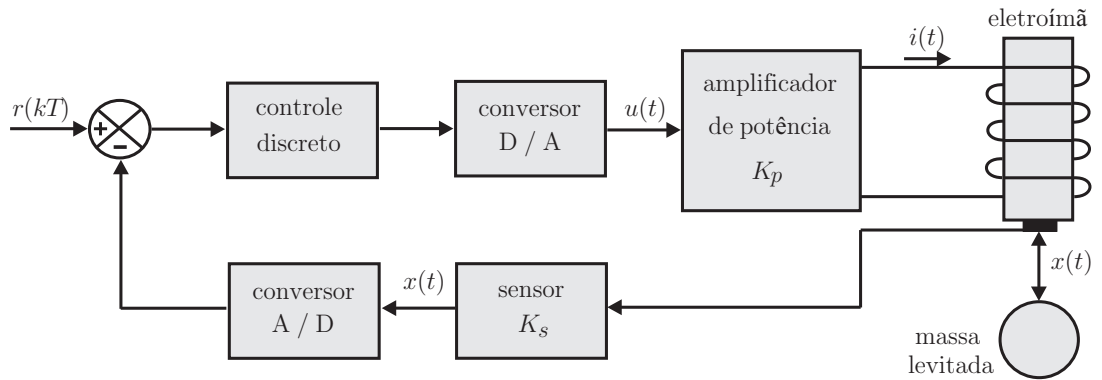 eletroímã
i(t)
r(kT)
+
-
controle
discreto
conversor
D / A
u(t)
amplificador
de potência
K_p
conversor
A / D
x(t)
sensor
K_s
x(t)
massa
levitada